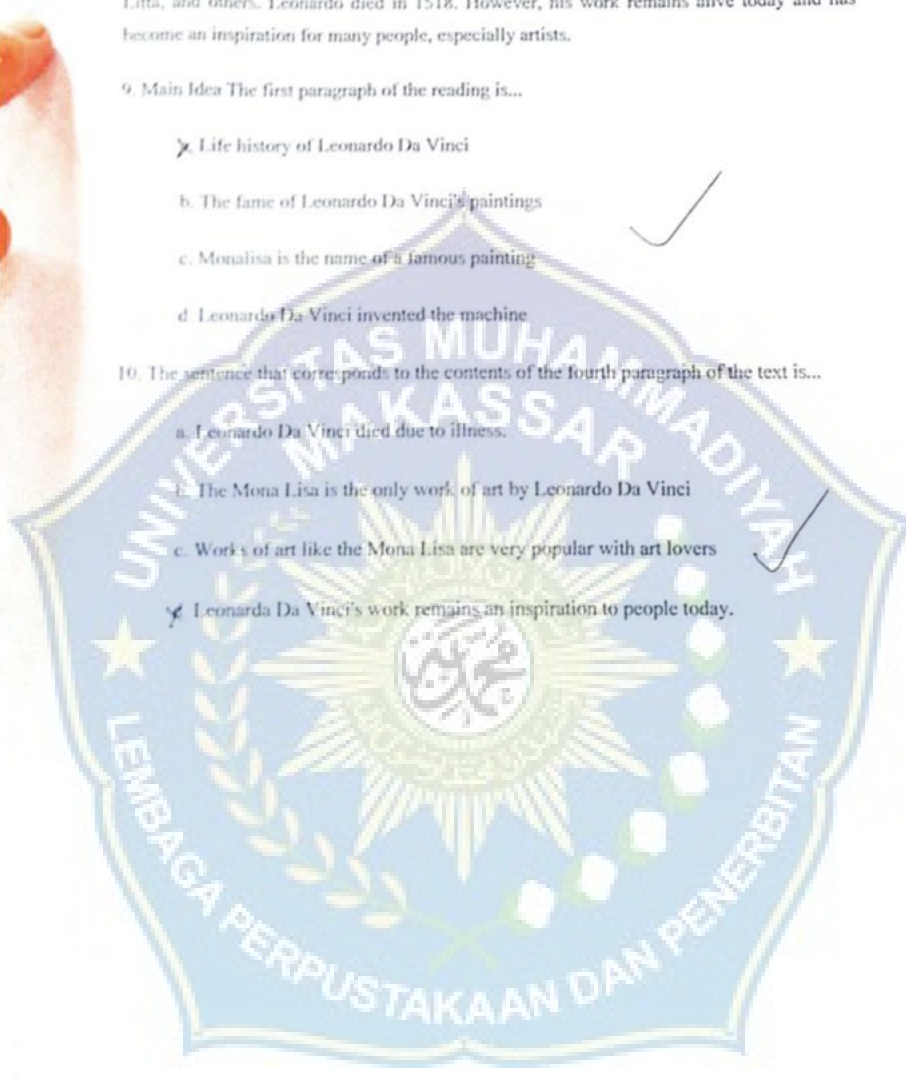 Litta, and others. Leonardo died in 1518. However, his work remains alive today and has
become an inspiration for many people, especially artists.
9. Main Idea The first paragraph of the reading is...
Life history of Leonardo Da Vinci
b. The fame of Leonardo Da Vinci's paintings
c. Monalisa is the name of a famous painting
d. Leonardo Da Vinci invented the machine
10. The sentence that corresponds to the contents of the fourth paragraph of the text is...
a. Leonardo Da Vinci died due to illness.
The Mona Lisa is the only work of art by Leonardo Da Vinci
c. Works of art like the Mona Lisa are very popular with art lovers
Leonarda Da Vinci's work remains an inspiration to people today.
UNIVERSITAS MUHAMMADIYAH
MAKASSAR
LEMBAGA PERPUSTAKAAN DAN PENERBITAN